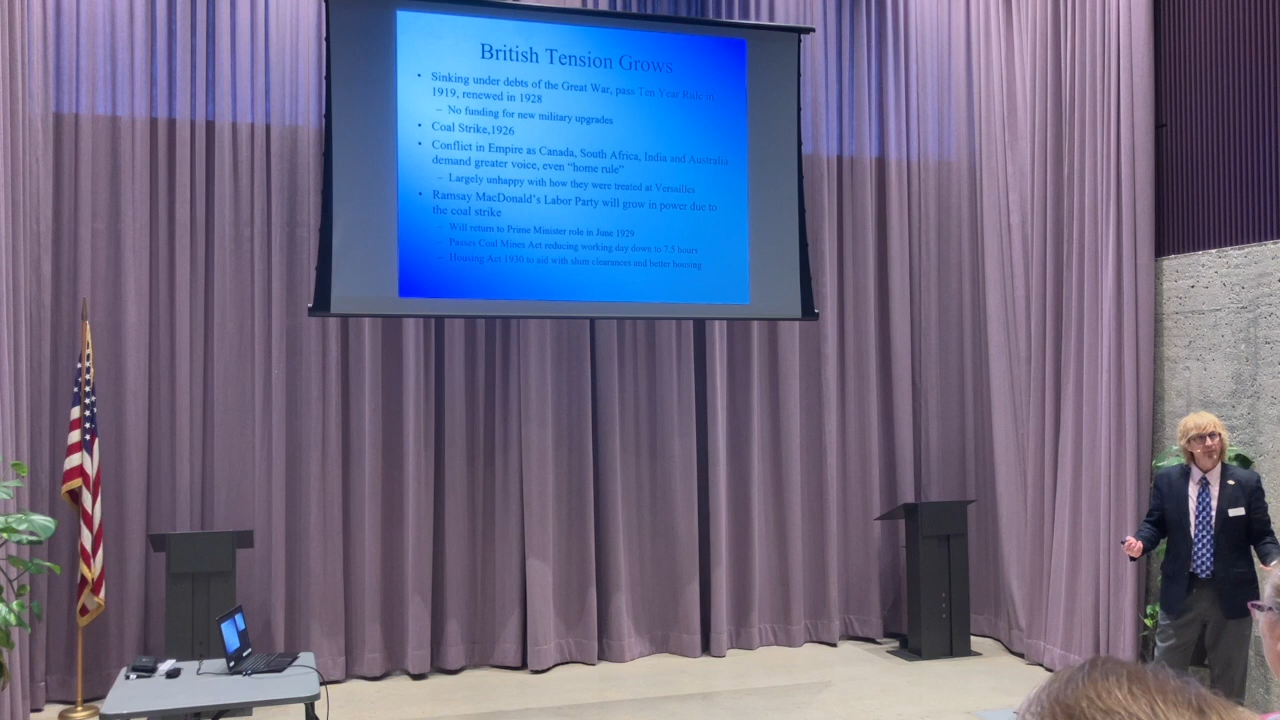 British Tension Grows
• Sinking under debts of the Great War, pass Ten Year Rule in
1919, renewed in 1928
– No funding for new military upgrades
• Coal Strike,1926
• Conflict in Empire as Canada, South Africa, India and Australia
demand greater voice, even “home rule”
– Largely unhappy with how they were treated at Versailles
• Ramsay MacDonald’s Labor Party will grow in power due to
the coal strike
– Will return to Prime Minister role in June 1929
– Passes Coal Mines Act reducing working day down to 7.5 hours
– Housing Act 1930 to aid with slum clearances and better housing